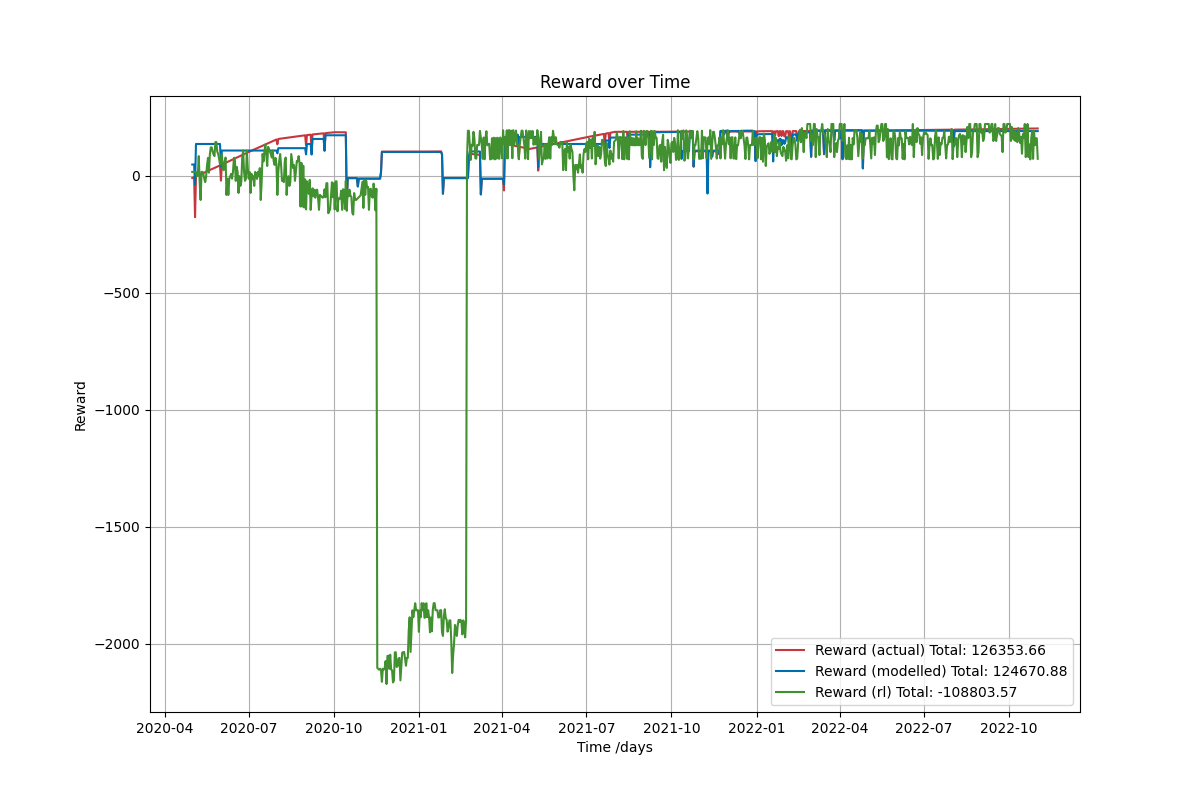 Reward over Time
Reward
0
−500
−1000
−1500
−2000
Reward (actual) Total: 126353.66
Reward (modelled) Total: 124670.88
Reward (rl) Total: -108803.57
2020-04 2020-07 2020-10 2021-01 2021-04 2021-07 2021-10 2022-01 2022-04 2022-07 2022-10
Time /days